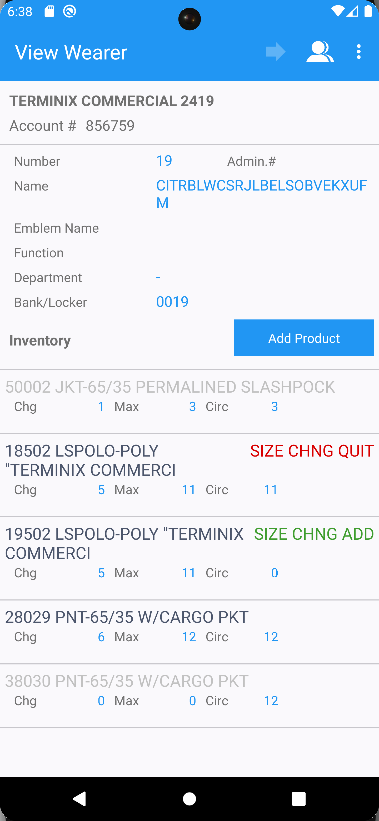 6:38
View Wearer
TERMINIX COMMERCIAL 2419
Account # 856759
Number 19 Admin.#
Name CITRBLWCSRJLBELSOBVEKXUF
M
Emblem Name
Function
Department -
Bank/Locker 0019
Inventory Add Product
50002 JKT-65/35 PERMALINED SLASHPOCK
Chg 1 Max 3 Circ 3
18502 LSPOLO-POLY SIZE CHNG QUIT
"TERMINIX COMMERCI
Chg 5 Max 11 Circ 11
19502 LSPOLO-POLY "TERMINIX SIZE CHNG ADD
COMMERCI
Chg 5 Max 11 Circ 0
28029 PNT-65/35 W/CARGO PKT
Chg 6 Max 12 Circ 12
38030 PNT-65/35 W/CARGO PKT
Chg 0 Max 0 Circ 12